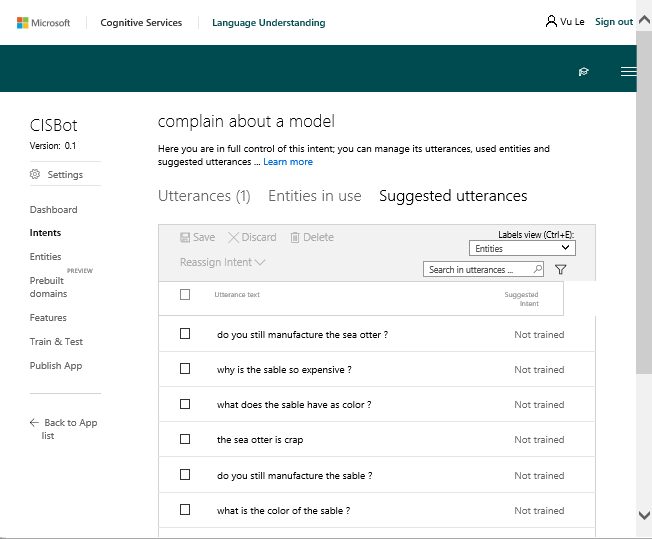 Microsoft Cognitive Services Language Understanding Vu Le Sign out
CISBot
Version: 0.1
Settings
Dashboard
Intents
Entities
PREVIEW
Prebuilt
domains
Features
Train & Test
Publish App
Back to App
list
complain about a model
Here you are in full control of this intent; you can manage its utterances, used entities and
suggested utterances ... Learn more
Utterances (1) Entities in use Suggested utterances
Save Discard Delete
Labels view (Ctrl+E):
Entities
Reassign Intent
Search in utterances ...
Utterance text Suggested
Intent
do you still manufacture the sea otter ? Not trained
why is the sable so expensive ? Not trained
what does the sable have as color ? Not trained
the sea otter is crap Not trained
do you still manufacture the sable ? Not trained
what is the color of the sable ? Not trained